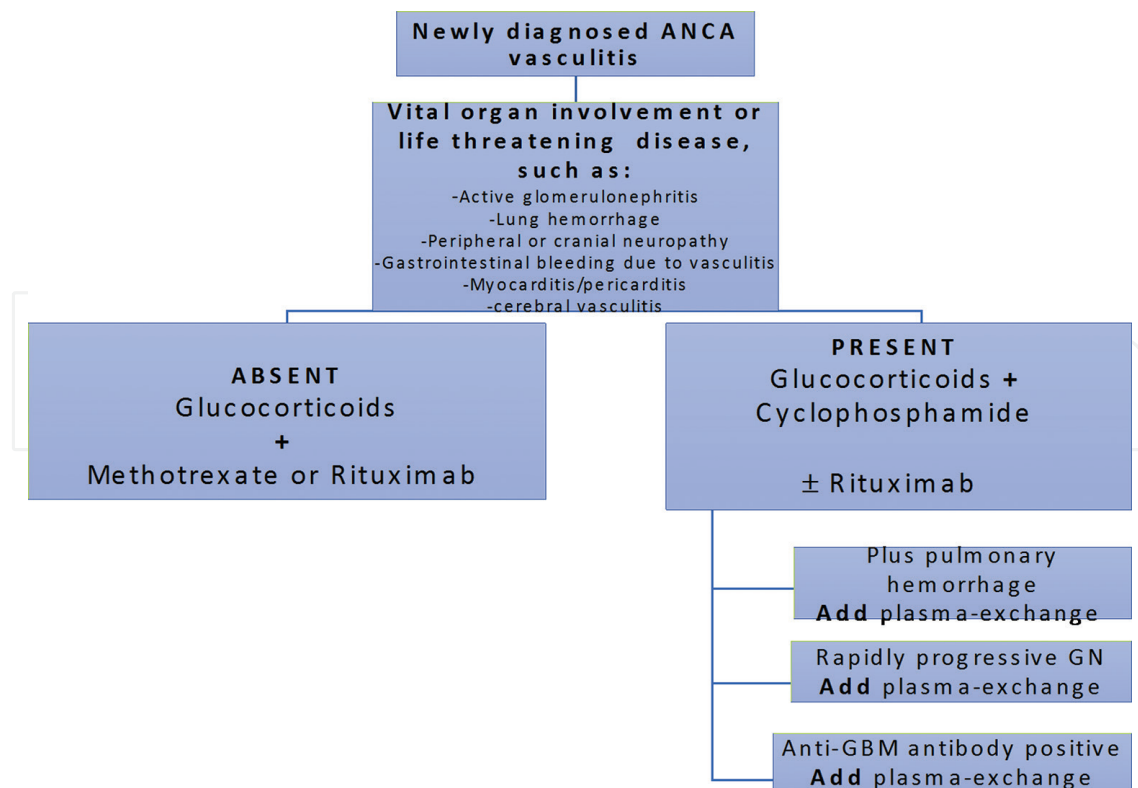 Newly diagnosed ANCA
vasculitis
Vital organ involvement or
life threatening disease,
such as:
-Active glomerulonephritis
-Lung hemorrhage
-Peripheral or cranial neuropathy
-Gastrointestinal bleeding due to vasculitis
-Myocarditis/pericarditis
-cerebral vasculitis
ABSENT
Glucocorticoids
+
Methotrexate or Rituximab
PRESENT
Glucocorticoids +
Cyclophosphamide
± Rituximab
Plus pulmonary
hemorrhage
Add plasma-exchange
Rapidly progressive GN
Add plasma-exchange
Anti-GBM antibody positive
Add plasma-exchange